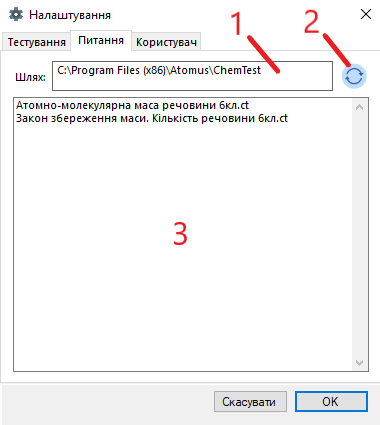 Налаштування
Тестування Питання Користувач
1 2
Шлях: C:\Program Files (x86)\Atomus\ChemTest
Атомно-молекулярна маса речовини 6кл.ct
Закон збереження маси. Кількість речовини 6кл.ct
3
Скасувати OK